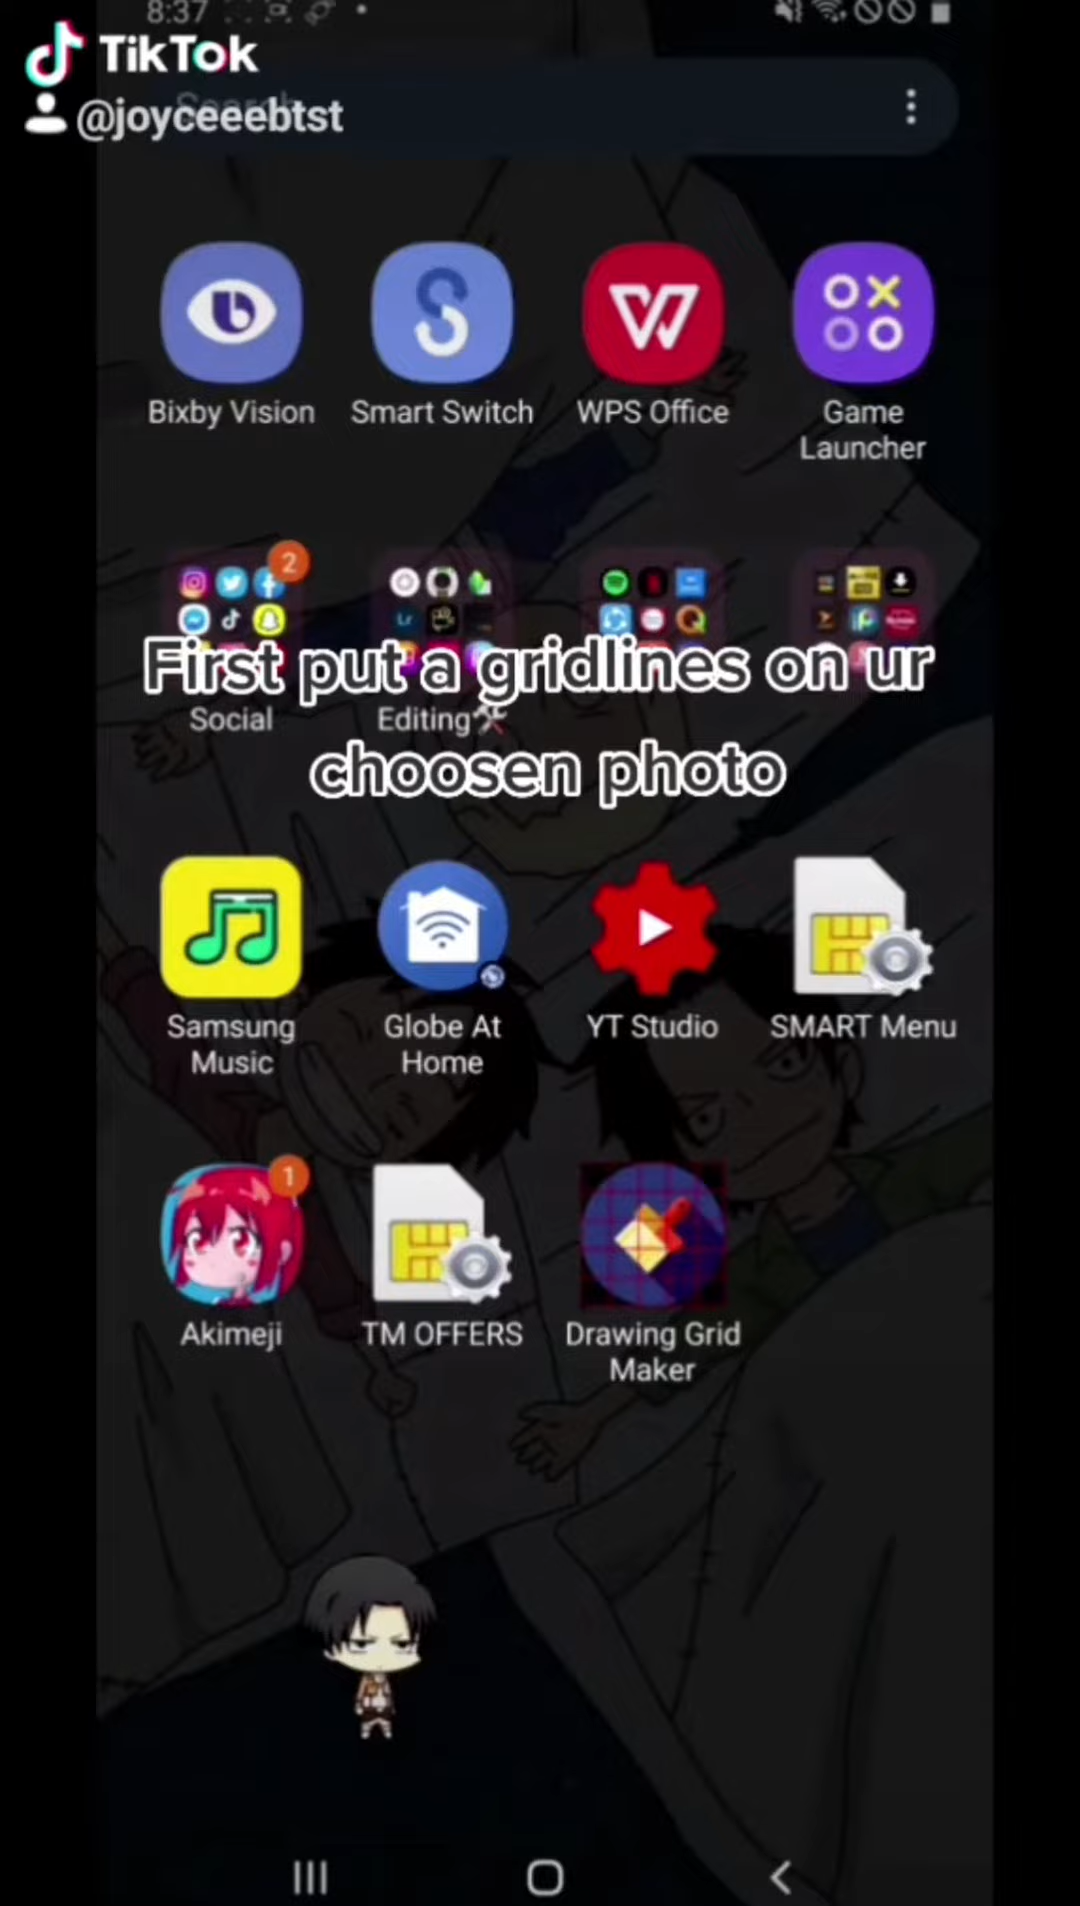 8:37
TikTok
@joyceeebtst
Search
Bixby Vision
Smart Switch
WPS Office
Game
Launcher
2
Lr
First put a gridlines on ur
Social
Editing🛠
choosen photo
Samsung
Music
Globe At
Home
YT Studio
SMART Menu
1
Akimeji
TM OFFERS
Drawing Grid
Maker